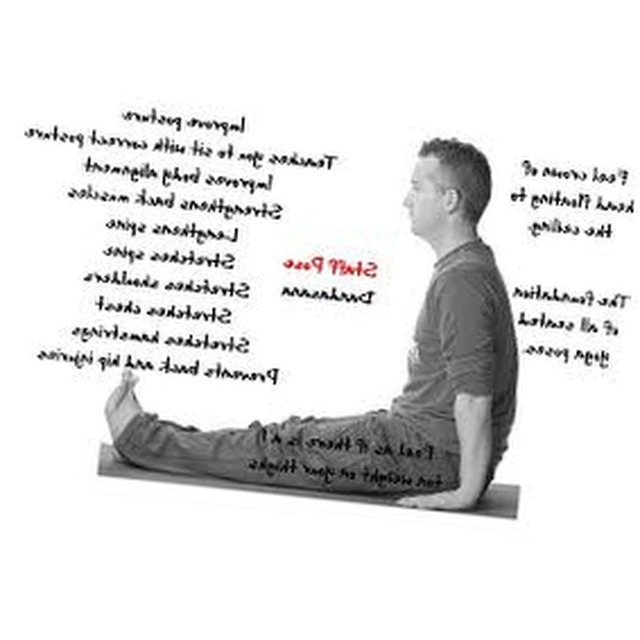 Improve posture
Teaches you to sit with correct posture
Improves body alignment
Strengthens back muscles
Lengthens spine
Stretches spine
Stretches shoulders
Stretches chest
Stretches hamstrings
Prevents back and hip injuries
Staff Pose
Dandasana
Feel crown of
head floating to
the ceiling.
The foundation
of all seated
yoga poses.
Feel as if there is a 1
ton weight on your thighs